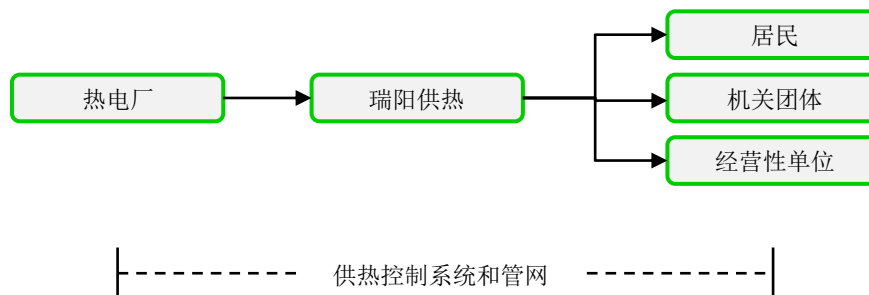 居民
热电厂
瑞阳供热
机关团体
经营性单位
供热控制系统和管网